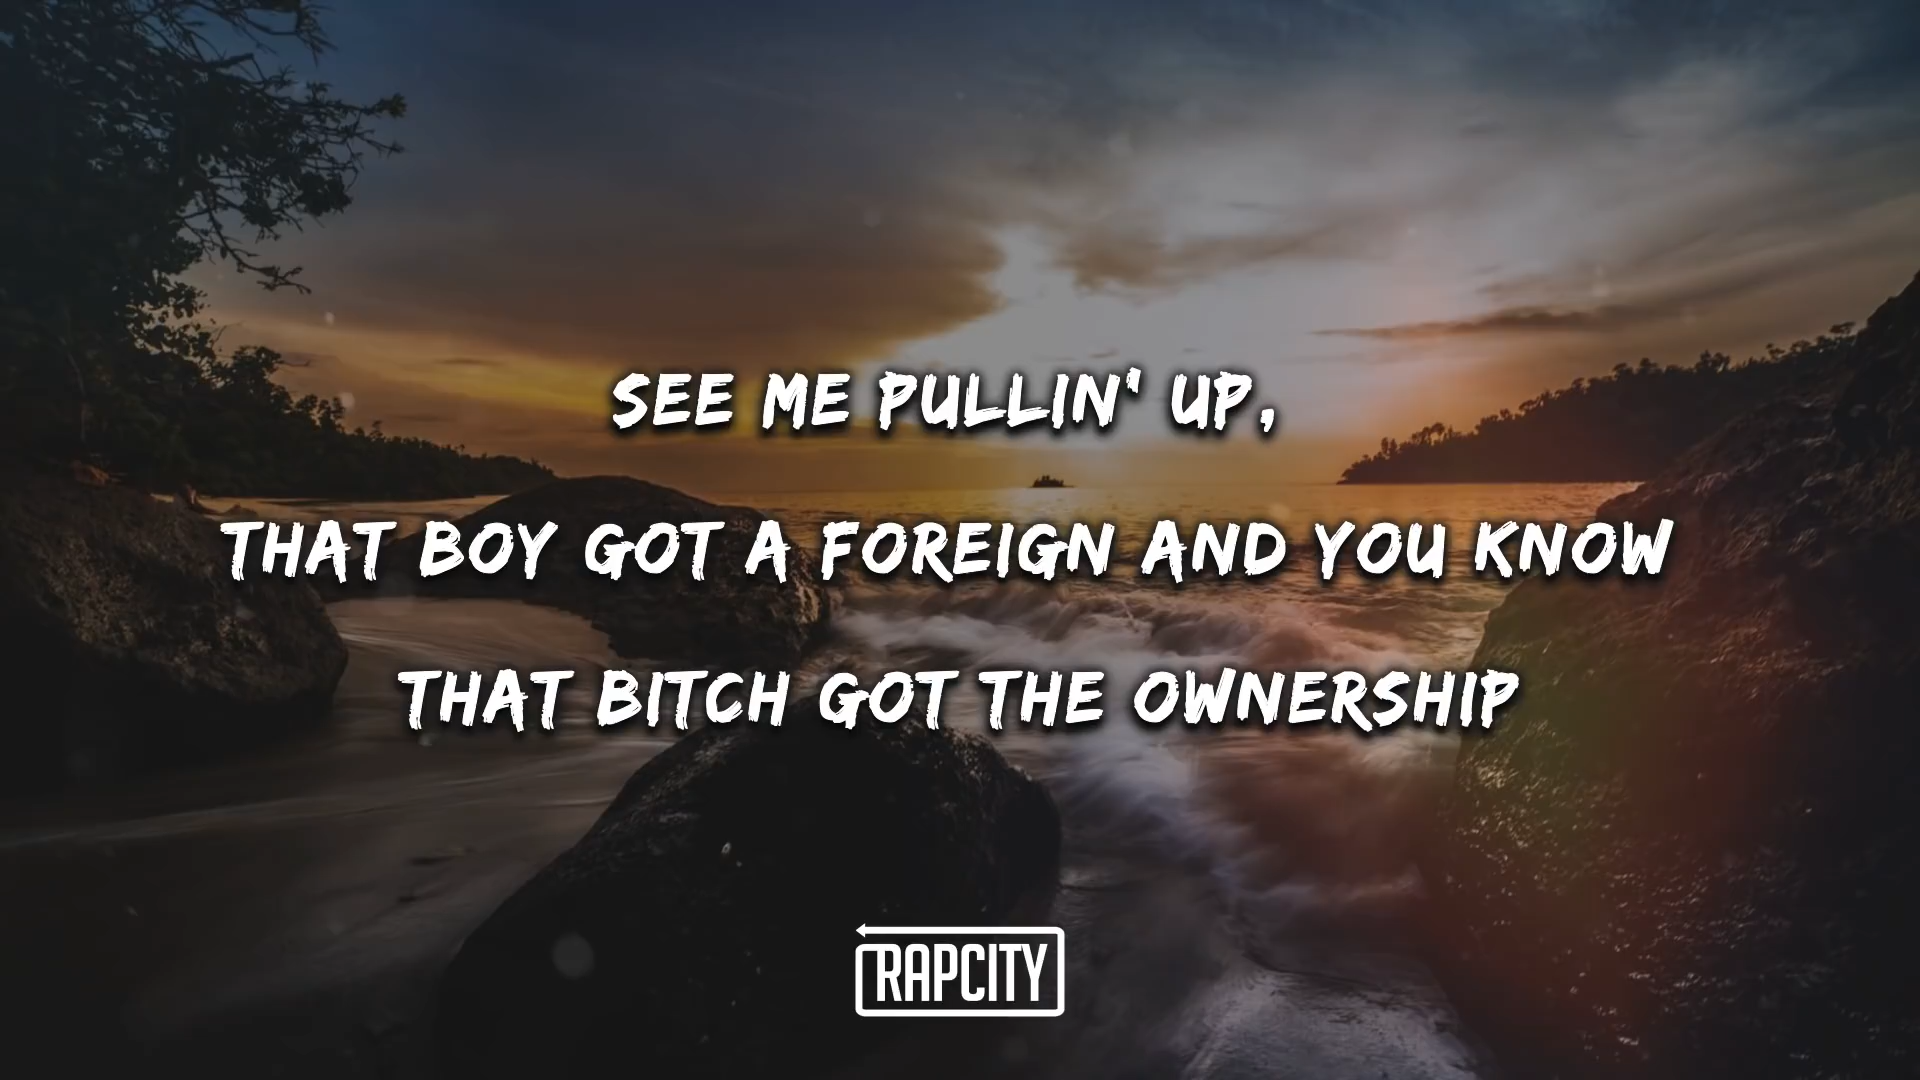 SEE ME PULLIN' UP,
THAT BOY GOT A FOREIGN AND YOU KNOW
THAT BITCH GOT THE OWNERSHIP
RAPCITY